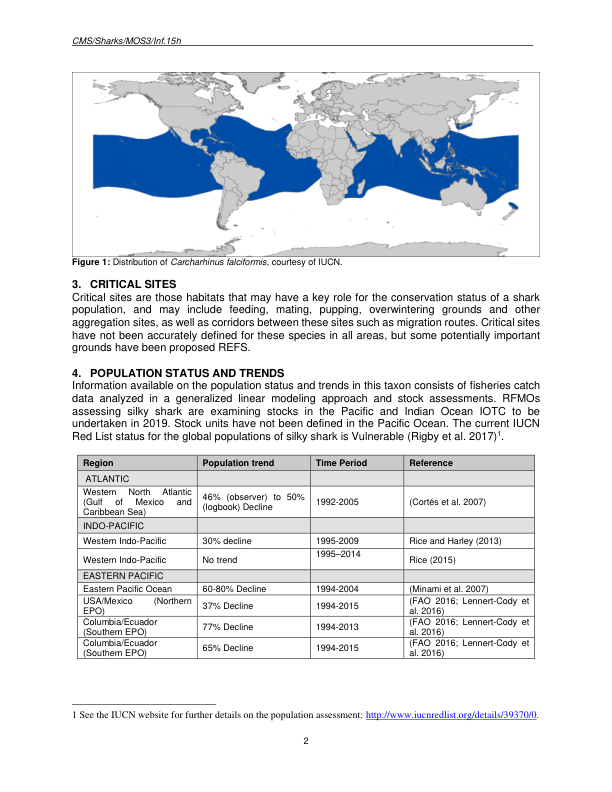 CMS/Sharks/MOS3/Inf.15h
Figure 1: Distribution of Carcharhinus falciformis, courtesy of IUCN.
3. CRITICAL SITES
Critical sites are those habitats that may have a key role for the conservation status of a shark
population, and may include feeding, mating, pupping, overwintering grounds and other
aggregation sites, as well as corridors between these sites such as migration routes. Critical sites
have not been accurately defined for these species in all areas, but some potentially important
grounds have been proposed REFS.
4. POPULATION STATUS AND TRENDS
Information available on the population status and trends in this taxon consists of fisheries catch
data analyzed in a generalized linear modeling approach and stock assessments. RFMOs
assessing silky shark are examining stocks in the Pacific and Indian Ocean IOTC to be
undertaken in 2019. Stock units have not been defined in the Pacific Ocean. The current IUCN
Red List status for the global populations of silky shark is Vulnerable (Rigby et al. 2017)1.
Region Population trend Time Period Reference
ATLANTIC
Western North Atlantic
(Gulf of Mexico and
Caribbean Sea)
46% (observer) to 50%
(logbook) Decline
1992-2005
(Cortés et al. 2007)
INDO-PACIFIC
Western Indo-Pacific 30% decline 1995-2009 Rice and Harley (2013)
Western Indo-Pacific No trend 1995–2014 Rice (2015)
EASTERN PACIFIC
Eastern Pacific Ocean 60-80% Decline 1994-2004 (Minami et al. 2007)
USA/Mexico (Northern
EPO)
37% Decline
1994-2015
(FAO 2016; Lennert-Cody et
al. 2016)
Columbia/Ecuador
(Southern EPO)
77% Decline
1994-2013
(FAO 2016; Lennert-Cody et
al. 2016)
Columbia/Ecuador
(Southern EPO)
65% Decline
1994-2015
(FAO 2016; Lennert-Cody et
al. 2016)
1 See the IUCN website for further details on the population assessment: http://www.iucnredlist.org/details/39370/0.
2